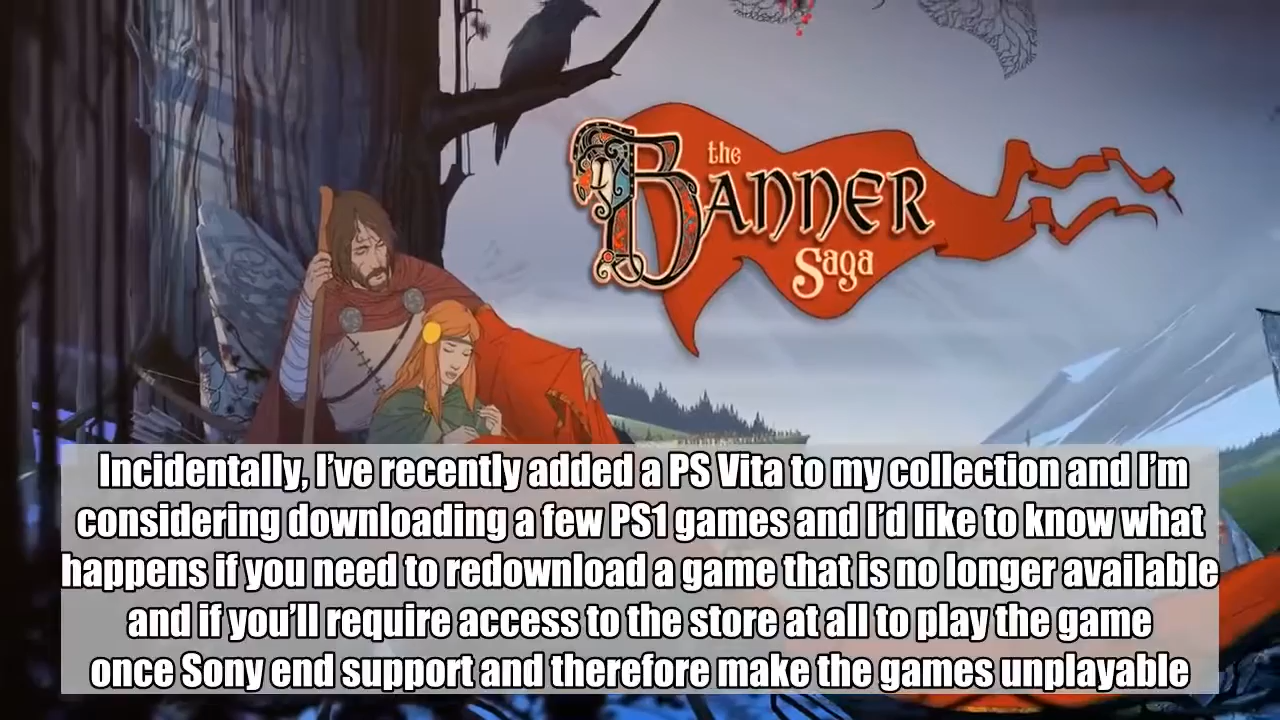 the
BANNER
Saga
Incidentally, I've recently added a PS Vita to my collection and I'm
considering downloading a few PS1 games and I'd like to know what
happens if you need to redownload a game that is no longer available
and if you'll require access to the store at all to play the game
once Sony end support and therefore make the games unplayable